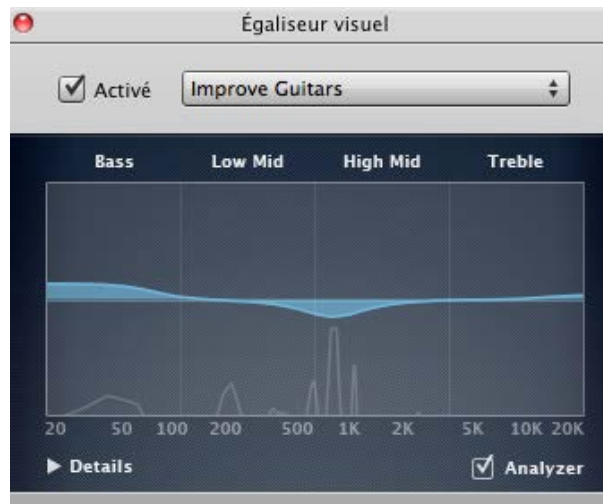 Égaliseur visuel
Activé Improve Guitars
Bass Low Mid High Mid Treble
20 50 100 200 500 1K 2K 5K 10K 20K
Details Analyzer